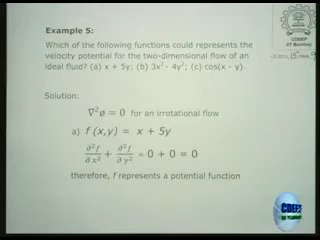 Example 5:
CDEEP
IIT Bombay
Which of the following functions could represents the
velocity potential for the two-dimensional flow of an
ideal fluid? (a) x + 5y; (b) 3x² - 4y²; (c) cos(x - y).
Solution:
∇²ø = 0 for an irrotational flow
a) f (x,y) = x + 5y
∂²f/∂x² + ∂²f/∂y² = 0 + 0 = 0
therefore, f represents a potential function
CDEEP